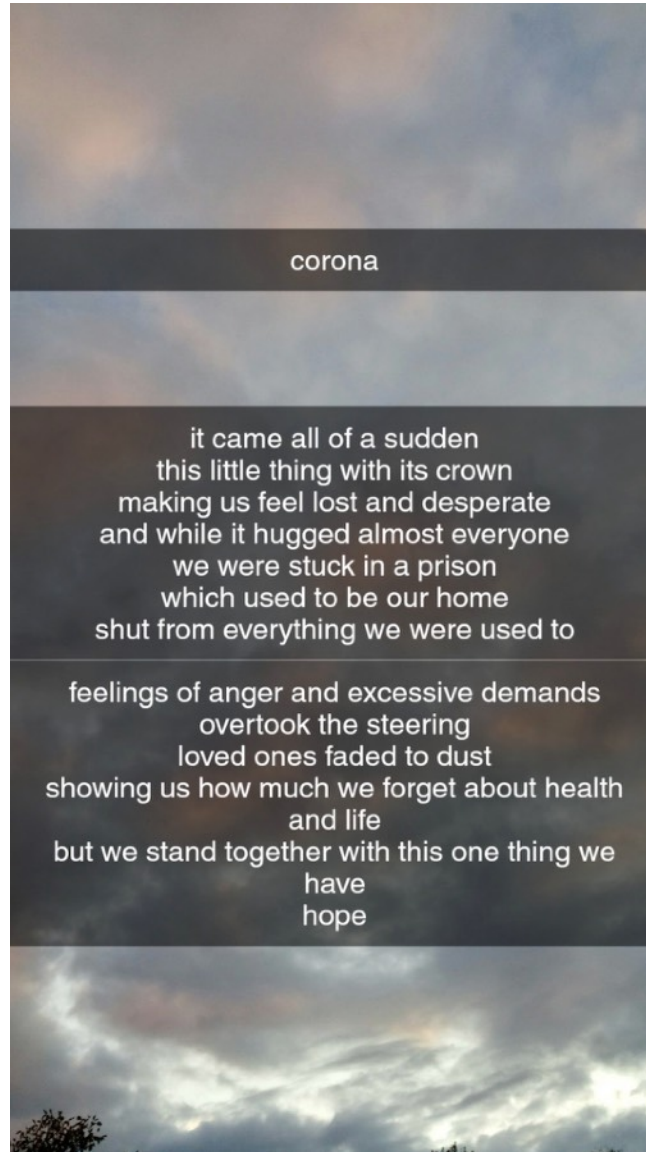 corona
it came all of a sudden
this little thing with its crown
making us feel lost and desperate
and while it hugged almost everyone
we were stuck in a prison
which used to be our home
shut from everything we were used to
feelings of anger and excessive demands
overtook the steering
loved ones faded to dust
showing us how much we forget about health
and life
but we stand together with this one thing we
have
hope